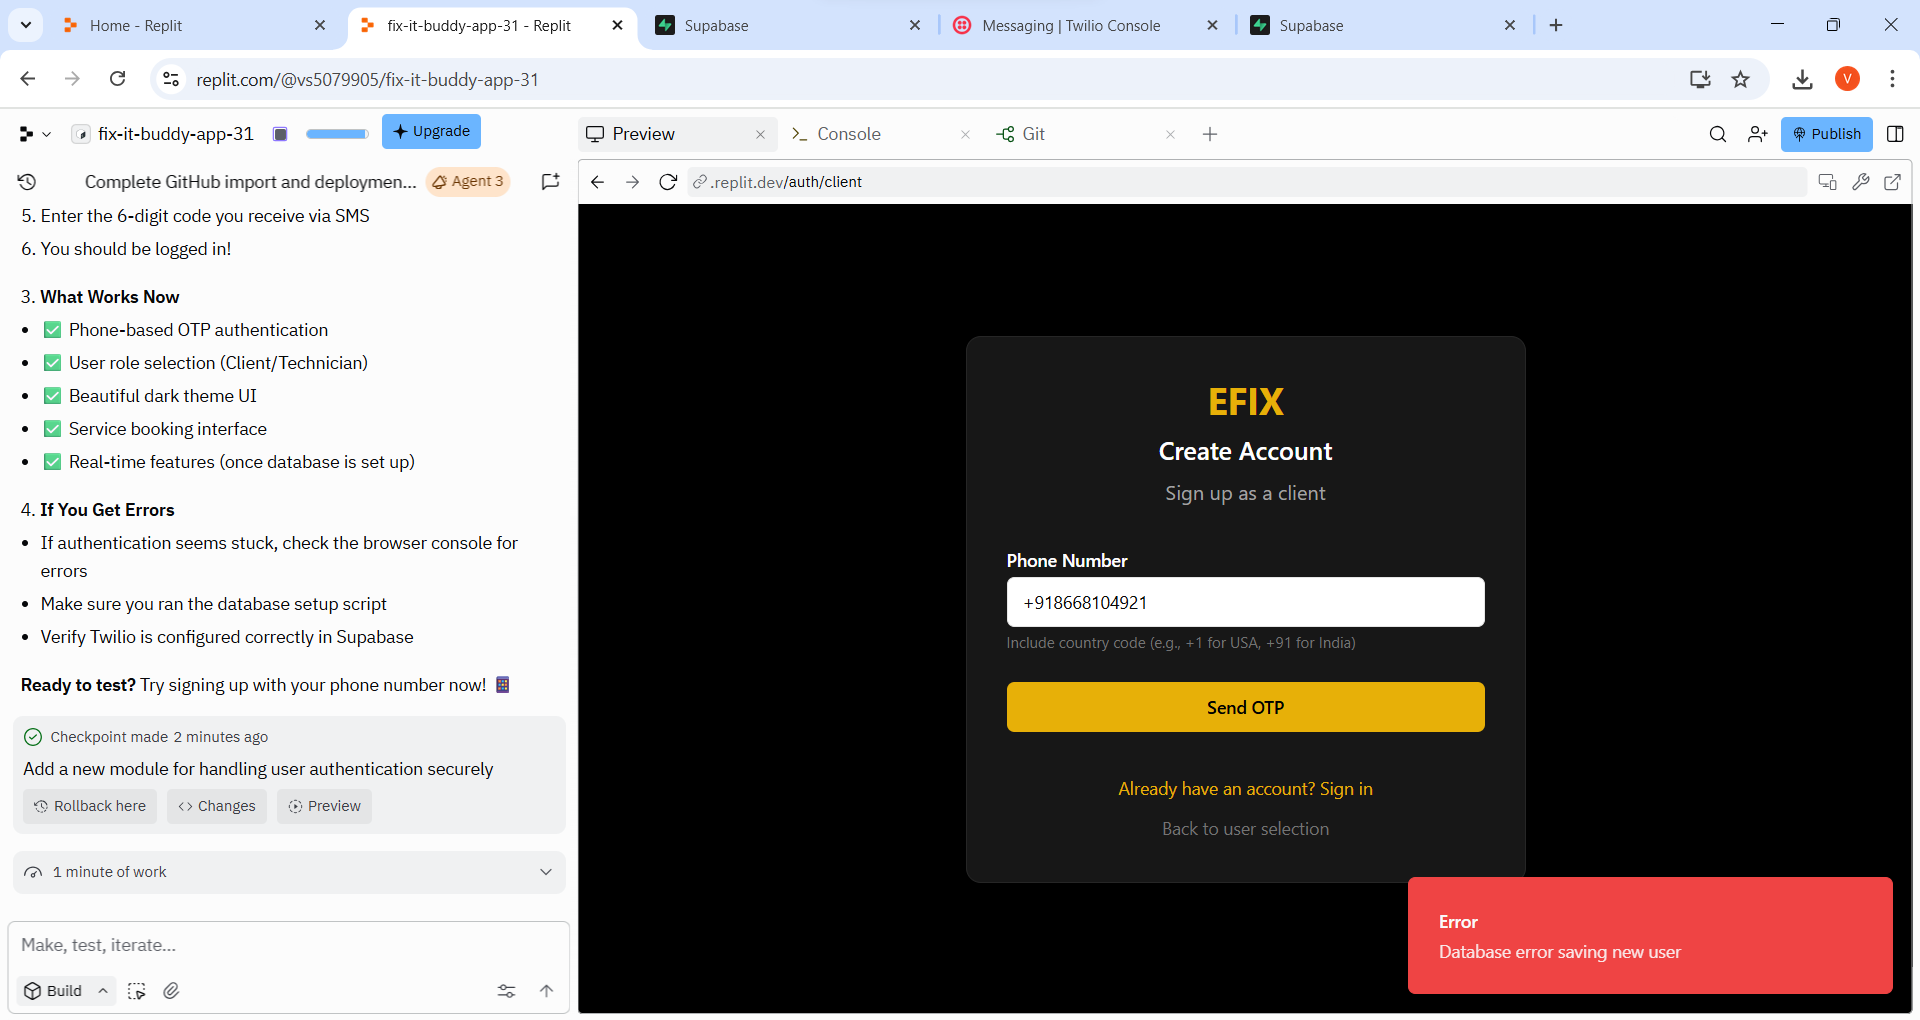 Home - Replit
fix-it-buddy-app-31 - Replit
Supabase
Messaging | Twilio Console
Supabase
replit.com/@vs5079905/fix-it-buddy-app-31
V
fix-it-buddy-app-31
Upgrade
Preview
Console
Git
Publish
Complete GitHub import and deploymen...
Agent 3
.replit.dev/auth/client
5. Enter the 6-digit code you receive via SMS
6. You should be logged in!
3. What Works Now
• ✅ Phone-based OTP authentication
• ✅ User role selection (Client/Technician)
• ✅ Beautiful dark theme UI
• ✅ Service booking interface
• ✅ Real-time features (once database is set up)
4. If You Get Errors
• If authentication seems stuck, check the browser console for
errors
• Make sure you ran the database setup script
• Verify Twilio is configured correctly in Supabase
Ready to test? Try signing up with your phone number now!
Checkpoint made 2 minutes ago
Add a new module for handling user authentication securely
Rollback here
Changes
Preview
1 minute of work
Make, test, iterate...
Build
EFIX
Create Account
Sign up as a client
Phone Number
+918668104921
Include country code (e.g., +1 for USA, +91 for India)
Send OTP
Already have an account? Sign in
Back to user selection
Error
Database error saving new user